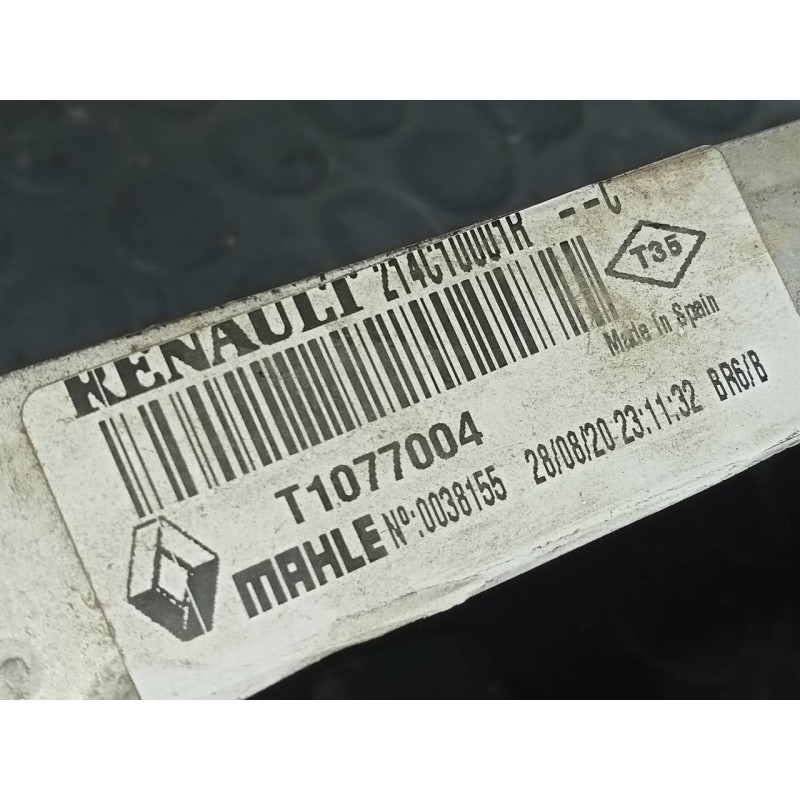 RENAULT 214C10001R --C
T35
Made in Spain
T1077004
MAHLE Nº:0038155 28/08/20-23:11:32 BR6/B